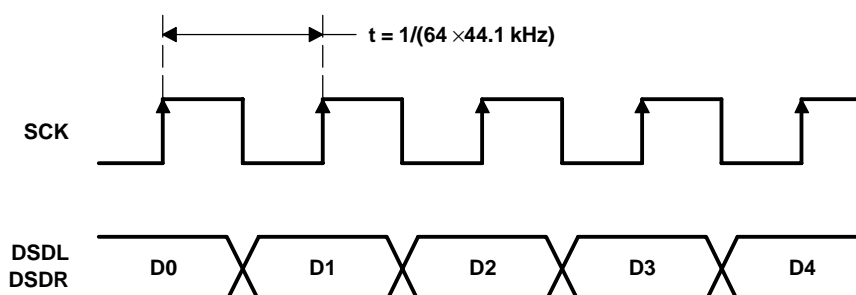 t = 1/(64 ×44.1 kHz)
SCK
DSDL
DSDR
D0 D1 D2 D3 D4